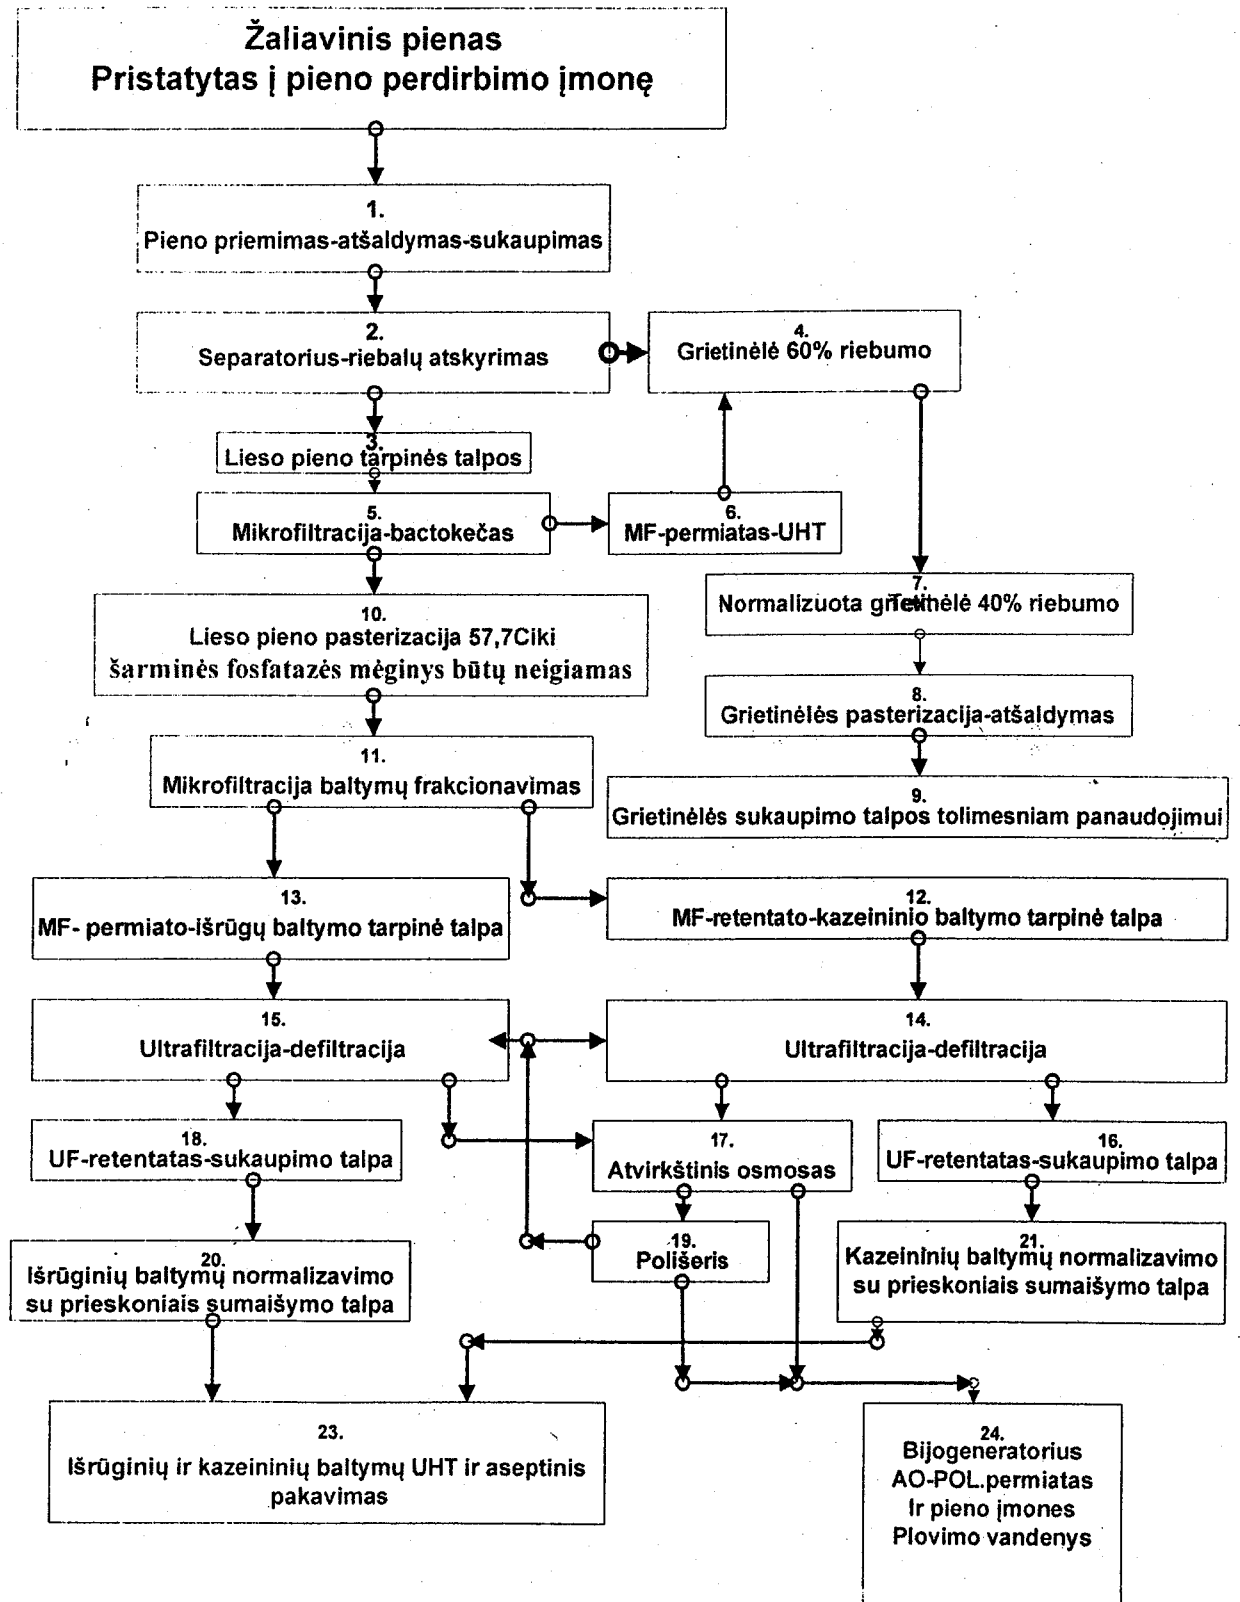 Žaliavinis pienas
Pristatytas į pieno perdirbimo įmonę
1.
Pieno priemimas-atšaldymas-sukaupimas
2.
Separatorius-riebalų atskyrimas
4.
Grietinėlė 60% riebumo
3.
Lieso pieno tarpinės talpos
5.
Mikrofiltracija-bactokečas
6.
MF-permiatas-UHT
7.
Normalizuota grietinėlė 40% riebumo
10.
Lieso pieno pasterizacija 57,7Ciki
šarminės fosfatazės mėginys būtų neigiamas
8.
Grietinėlės pasterizacija-atšaldymas
11.
Mikrofiltracija baltymų frakcionavimas
9.
Grietinėlės sukaupimo talpos tolimesniam panaudojimui
13.
MF- permiato-išrūgų baltymo tarpinė talpa
12.
MF-retentato-kazeininio baltymo tarpinė talpa
15.
Ultrafiltracija-defiltracija
14.
Ultrafiltracija-defiltracija
18.
UF-retentatas-sukaupimo talpa
17.
Atvirkštinis osmosas
16.
UF-retentatas-sukaupimo talpa
20.
Išrūginių baltymų normalizavimo
su prieskoniais sumaišymo talpa
19.
Polišeris
21.
Kazeininių baltymų normalizavimo
su prieskoniais sumaišymo talpa
23.
Išrūginių ir kazeininių baltymų UHT ir aseptinis
pakavimas
24.
Bijogeneratorius
AO-POL.permiatas
Ir pieno įmones
Plovimo vandenys